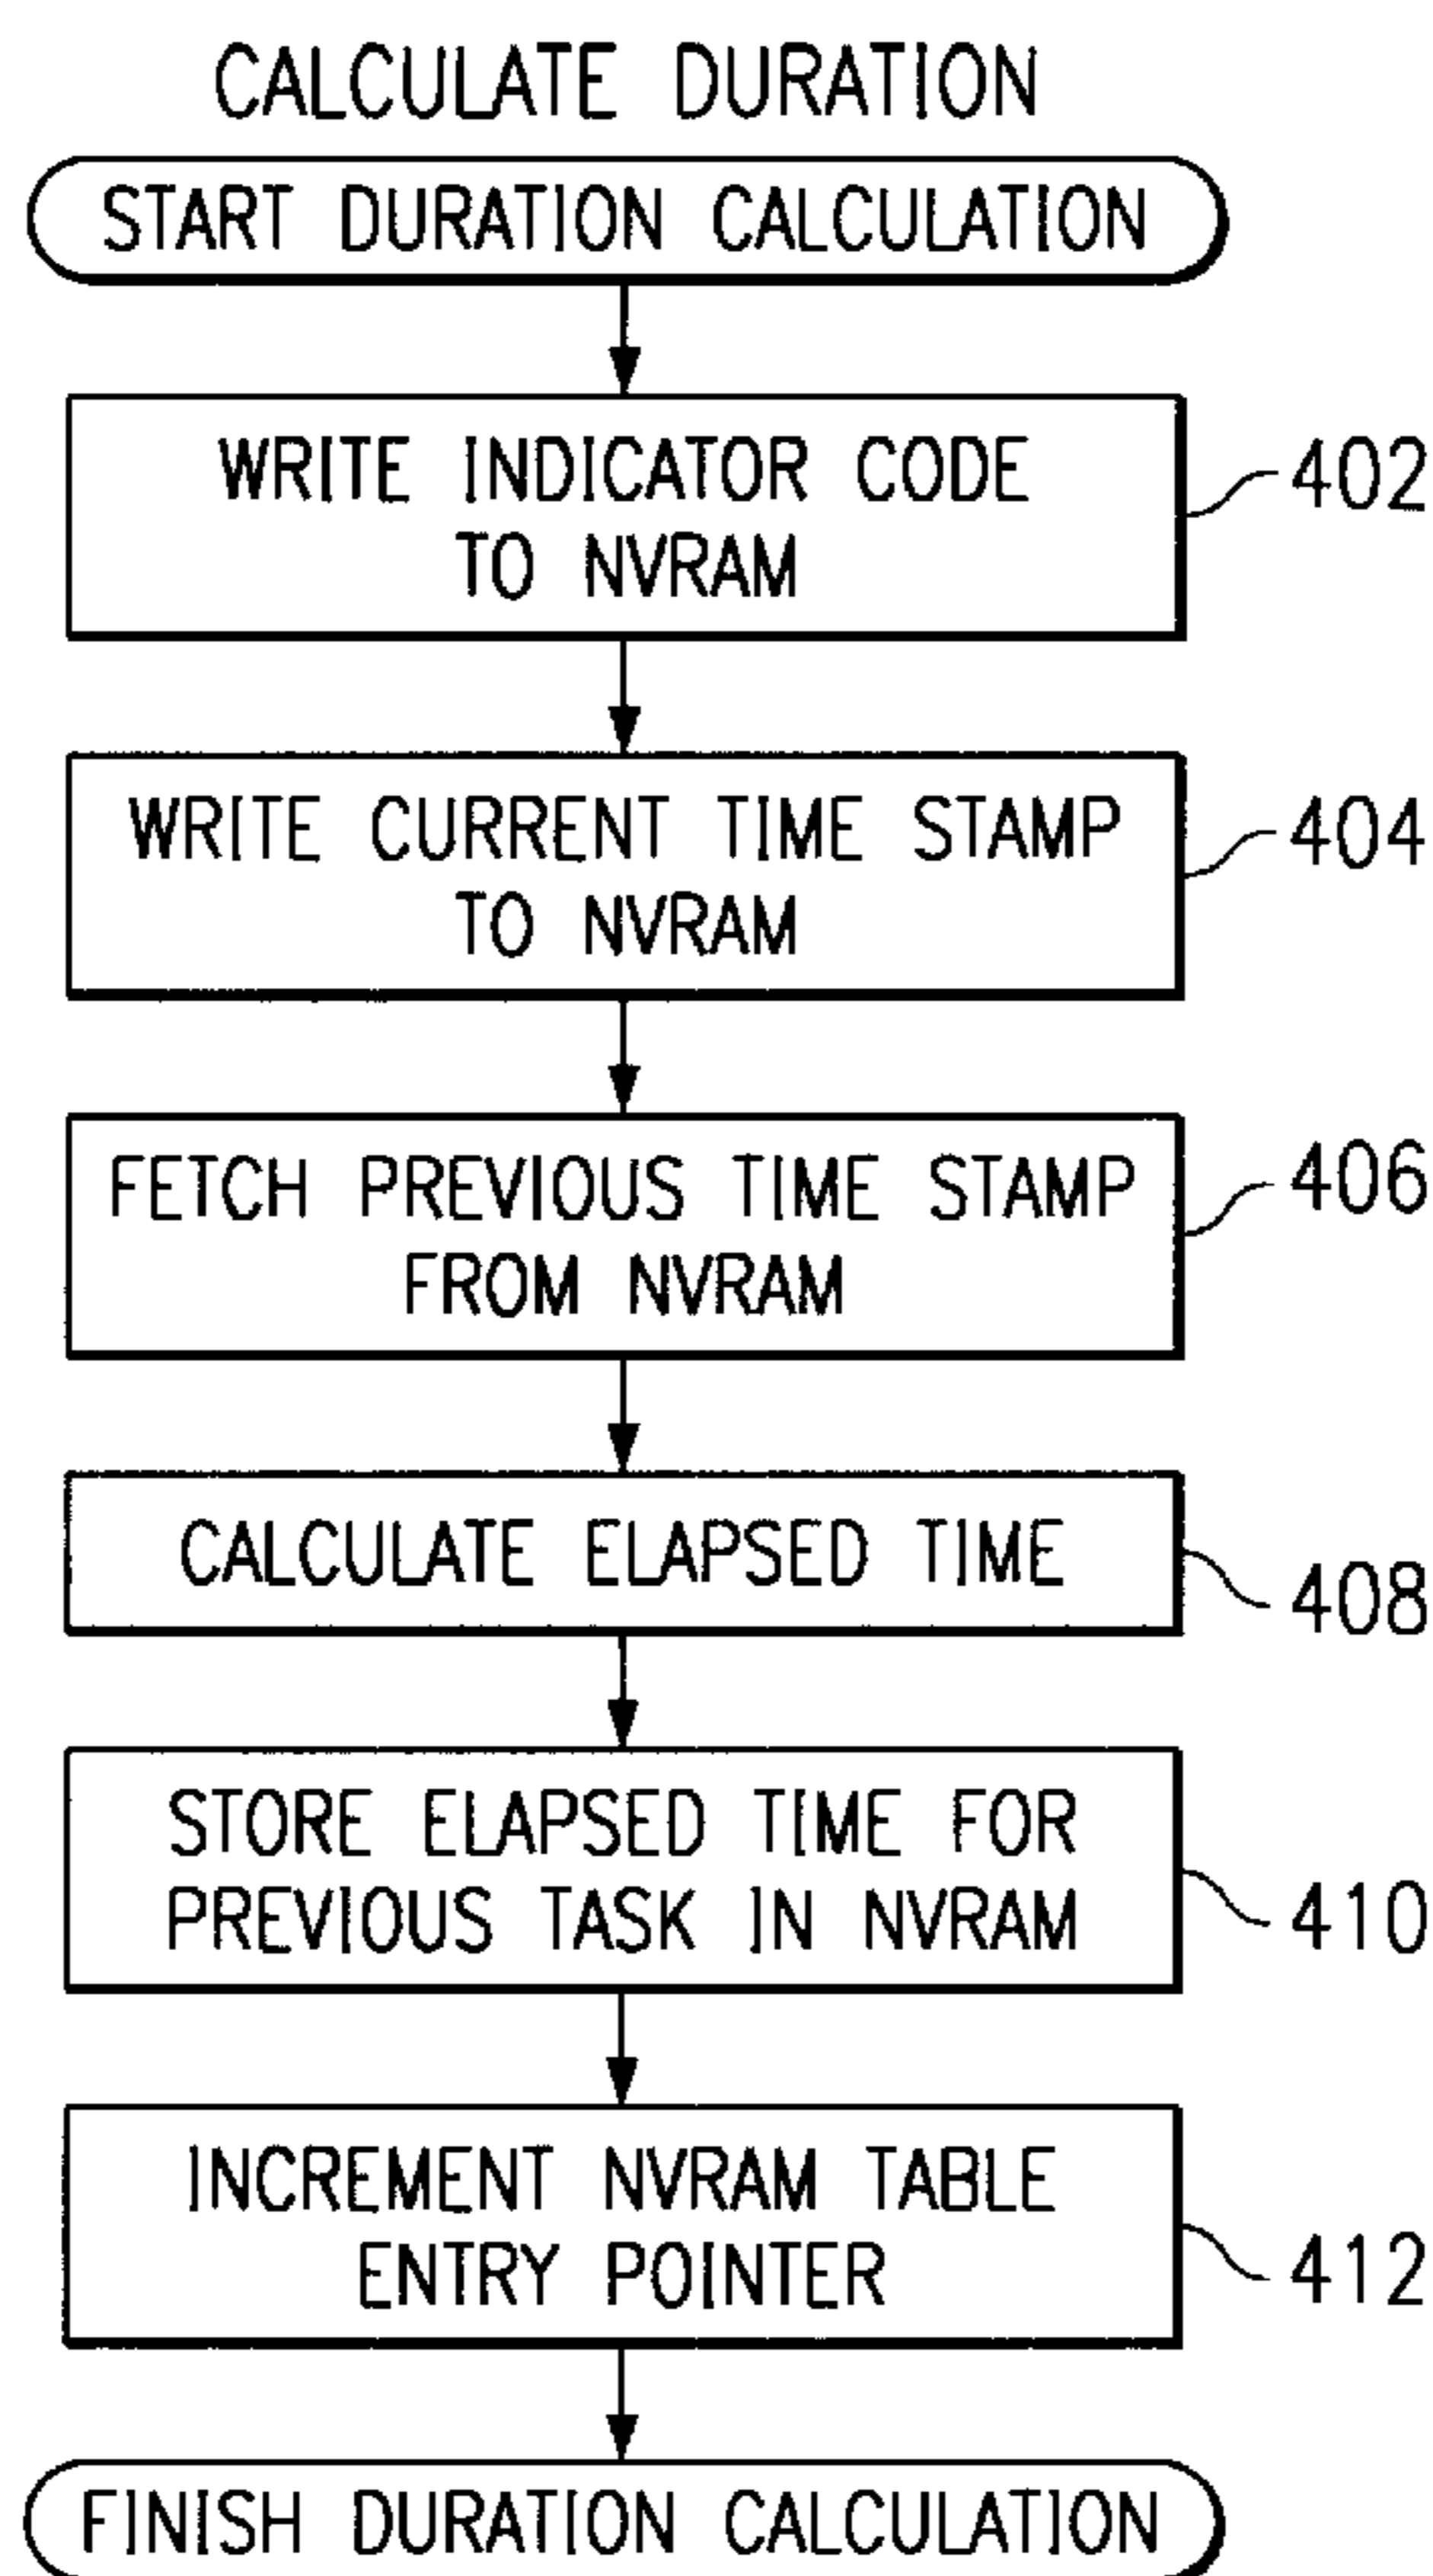 CALCULATE DURATION
START DURATION CALCULATION
WRITE INDICATOR CODE
TO NVRAM
402
WRITE CURRENT TIME STAMP
TO NVRAM
404
FETCH PREVIOUS TIME STAMP
FROM NVRAM
406
CALCULATE ELAPSED TIME
408
STORE ELAPSED TIME FOR
PREVIOUS TASK IN NVRAM
410
INCREMENT NVRAM TABLE
ENTRY POINTER
412
FINISH DURATION CALCULATION